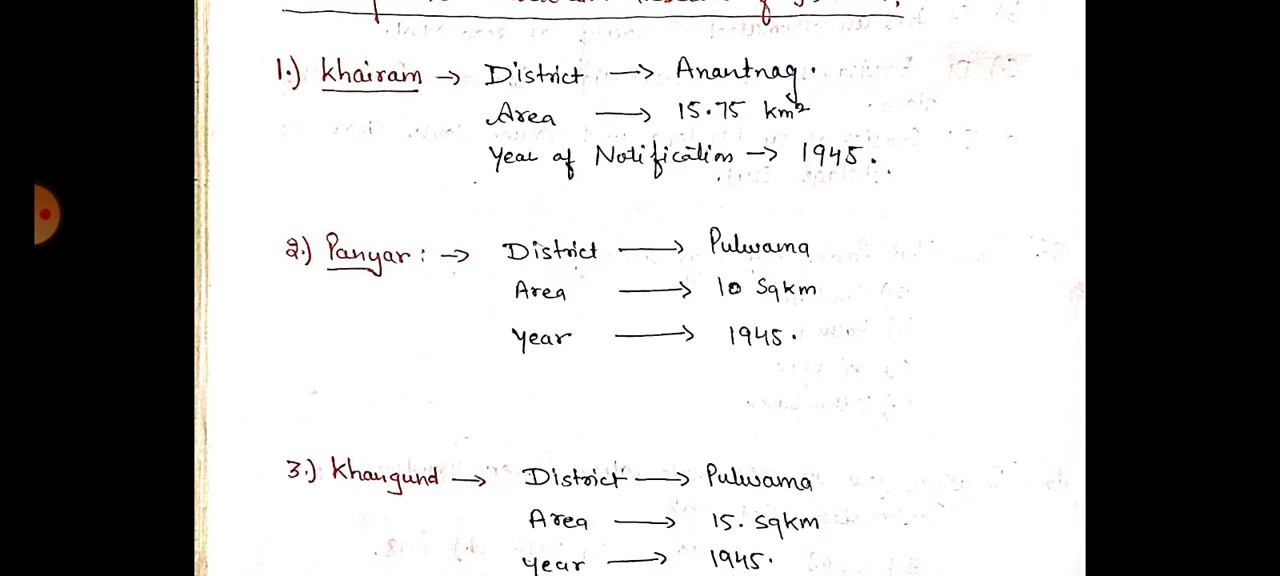 1.) Khairam → District → Anantnag.
Area → 15.75 km²
Year of Notification → 1945.
2.) Panyar : → District → Pulwama
Area → 10 Sqkm
Year → 1945.
3.) Khangund → District → Pulwama
Area → 15. Sqkm
Year → 1945.